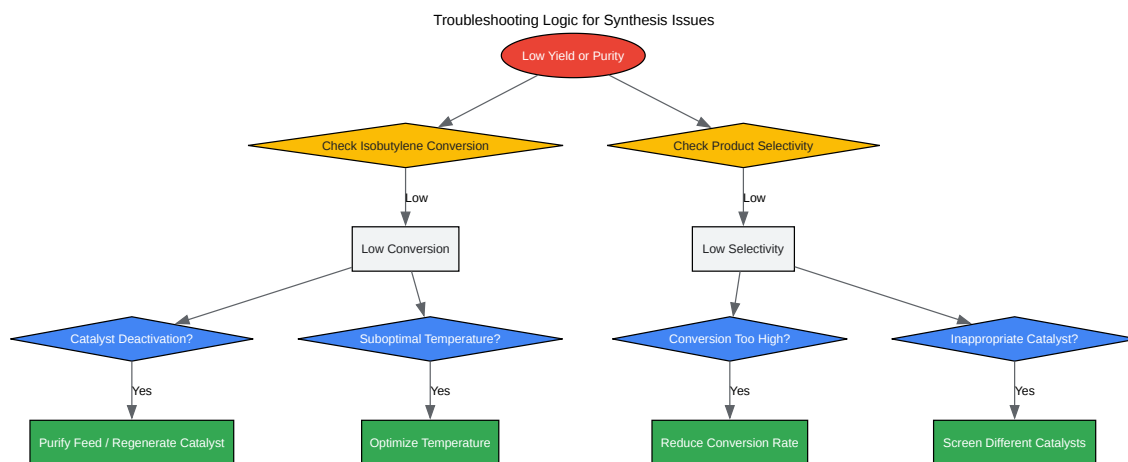 Troubleshooting Logic for Synthesis Issues
Low Yield or Purity
Check Isobutylene Conversion
Check Product Selectivity
Low
Low
Low Conversion
Low Selectivity
Catalyst Deactivation?
Suboptimal Temperature?
Conversion Too High?
Inappropriate Catalyst?
Yes
Yes
Yes
Yes
Purify Feed / Regenerate Catalyst
Optimize Temperature
Reduce Conversion Rate
Screen Different Catalysts